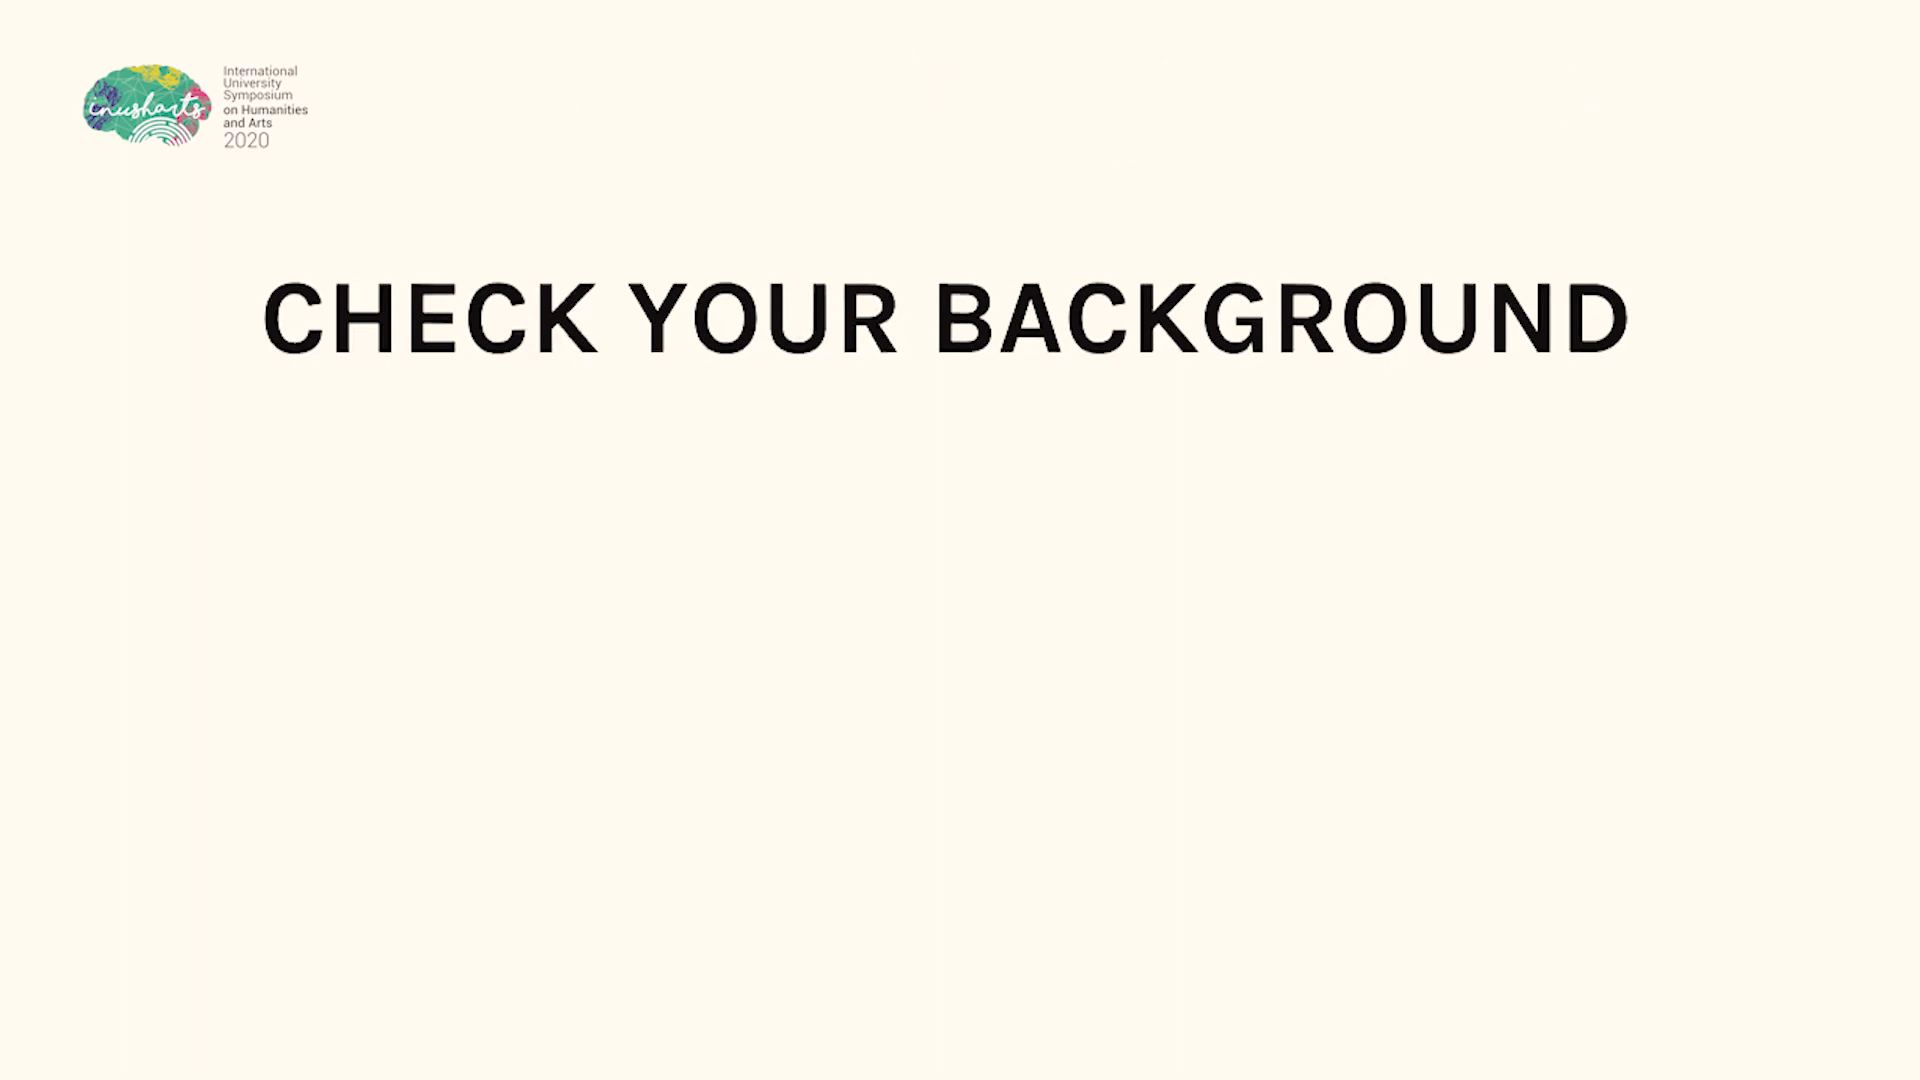 inusharts
International
University
Symposium
on Humanities
and Arts
2020
CHECK YOUR BACKGROUND